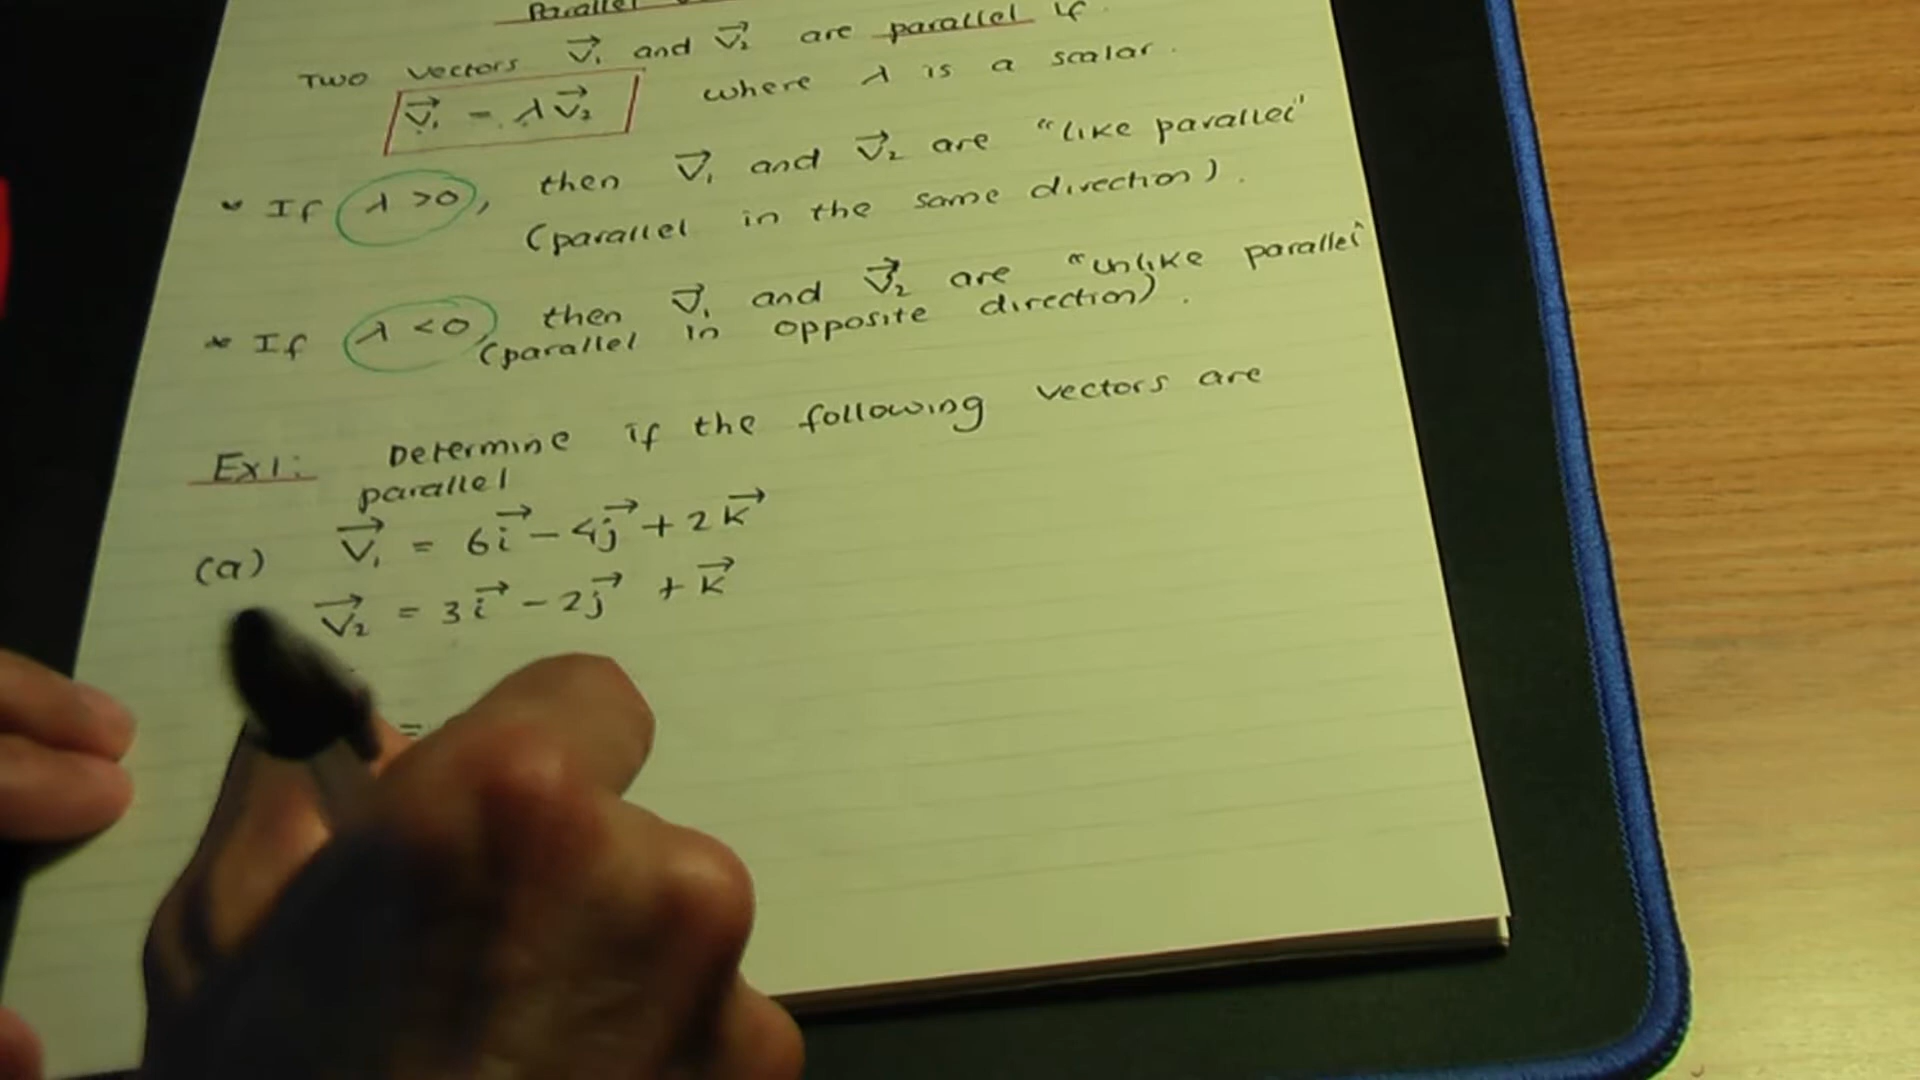 Parallel
Two vectors V⃗₁ and V⃗₂ are parallel if
V⃗₁ = λV⃗₂ where λ is a scalar.
* If λ >0, then V⃗₁ and V⃗₂ are "like parallel"
(parallel in the same direction).
* If λ <0, then V⃗₁ and V⃗₂ are "unlike parallel"
(parallel in opposite direction).
Ex1: Determine if the following vectors are
parallel
(a) V⃗₁ = 6i⃗ - 4j⃗ + 2k⃗
V⃗₂ = 3i⃗ - 2j⃗ + k⃗
=